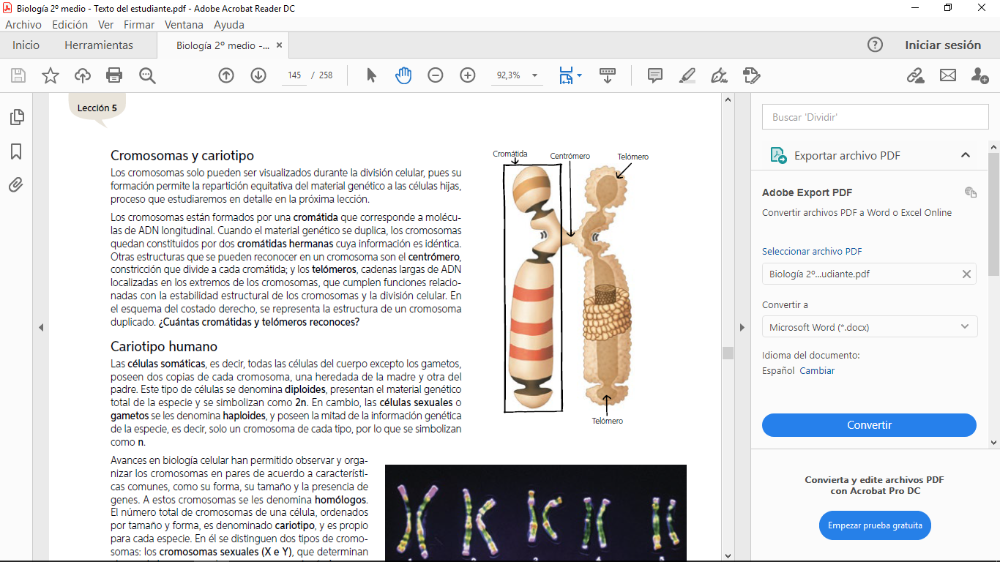 Biología 2º medio - Texto del estudiante.pdf - Adobe Acrobat Reader DC
Archivo Edición Ver Firmar Ventana Ayuda
Inicio Herramientas Biología 2º medio -... × Iniciar sesión
145 / 258 92,3%
Lección 5
Cromosomas y cariotipo
Los cromosomas solo pueden ser visualizados durante la división celular, pues su
formación permite la repartición equitativa del material genético a las células hijas,
proceso que estudiaremos en detalle en la próxima lección.
Los cromosomas están formados por una cromátida que corresponde a molécu-
las de ADN longitudinal. Cuando el material genético se duplica, los cromosomas
quedan constituidos por dos cromátidas hermanas cuya información es idéntica.
Otras estructuras que se pueden reconocer en un cromosoma son el centrómero,
constricción que divide a cada cromátida; y los telómeros, cadenas largas de ADN
localizadas en los extremos de los cromosomas, que cumplen funciones relacio-
nadas con la estabilidad estructural de los cromosomas y la división celular. En
el esquema del costado derecho, se representa la estructura de un cromosoma
duplicado. ¿Cuántas cromátidas y telómeros reconoces?
Cromátida
Centrómero
Telómero
Telómero
Cariotipo humano
Las células somáticas, es decir, todas las células del cuerpo excepto los gametos,
poseen dos copias de cada cromosoma, una heredada de la madre y otra del
padre. Este tipo de células se denomina diploides, presentan el material genético
total de la especie y se simbolizan como 2n. En cambio, las células sexuales o
gametos se les denomina haploides, y poseen la mitad de la información genética
de la especie, es decir, solo un cromosoma de cada tipo, por lo que se simbolizan
como n.
Avances en biología celular han permitido observar y orga-
nizar los cromosomas en pares de acuerdo a característi-
cas comunes, como su forma, su tamaño y la presencia de
genes. A estos cromosomas se les denomina homólogos.
El número total de cromosomas de una célula, ordenados
por tamaño y forma, es denominado cariotipo, y es propio
para cada especie. En él se distinguen dos tipos de cromo-
somas: los cromosomas sexuales (X e Y), que determinan
Buscar 'Dividir'
Exportar archivo PDF
Adobe Export PDF
Convertir archivos PDF a Word o Excel Online
Seleccionar archivo PDF
Biología 2º...udiante.pdf
Convertir a
Microsoft Word (*.docx)
Idioma del documento:
Español Cambiar
Convertir
Convierta y edite archivos PDF
con Acrobat Pro DC
Empezar prueba gratuita